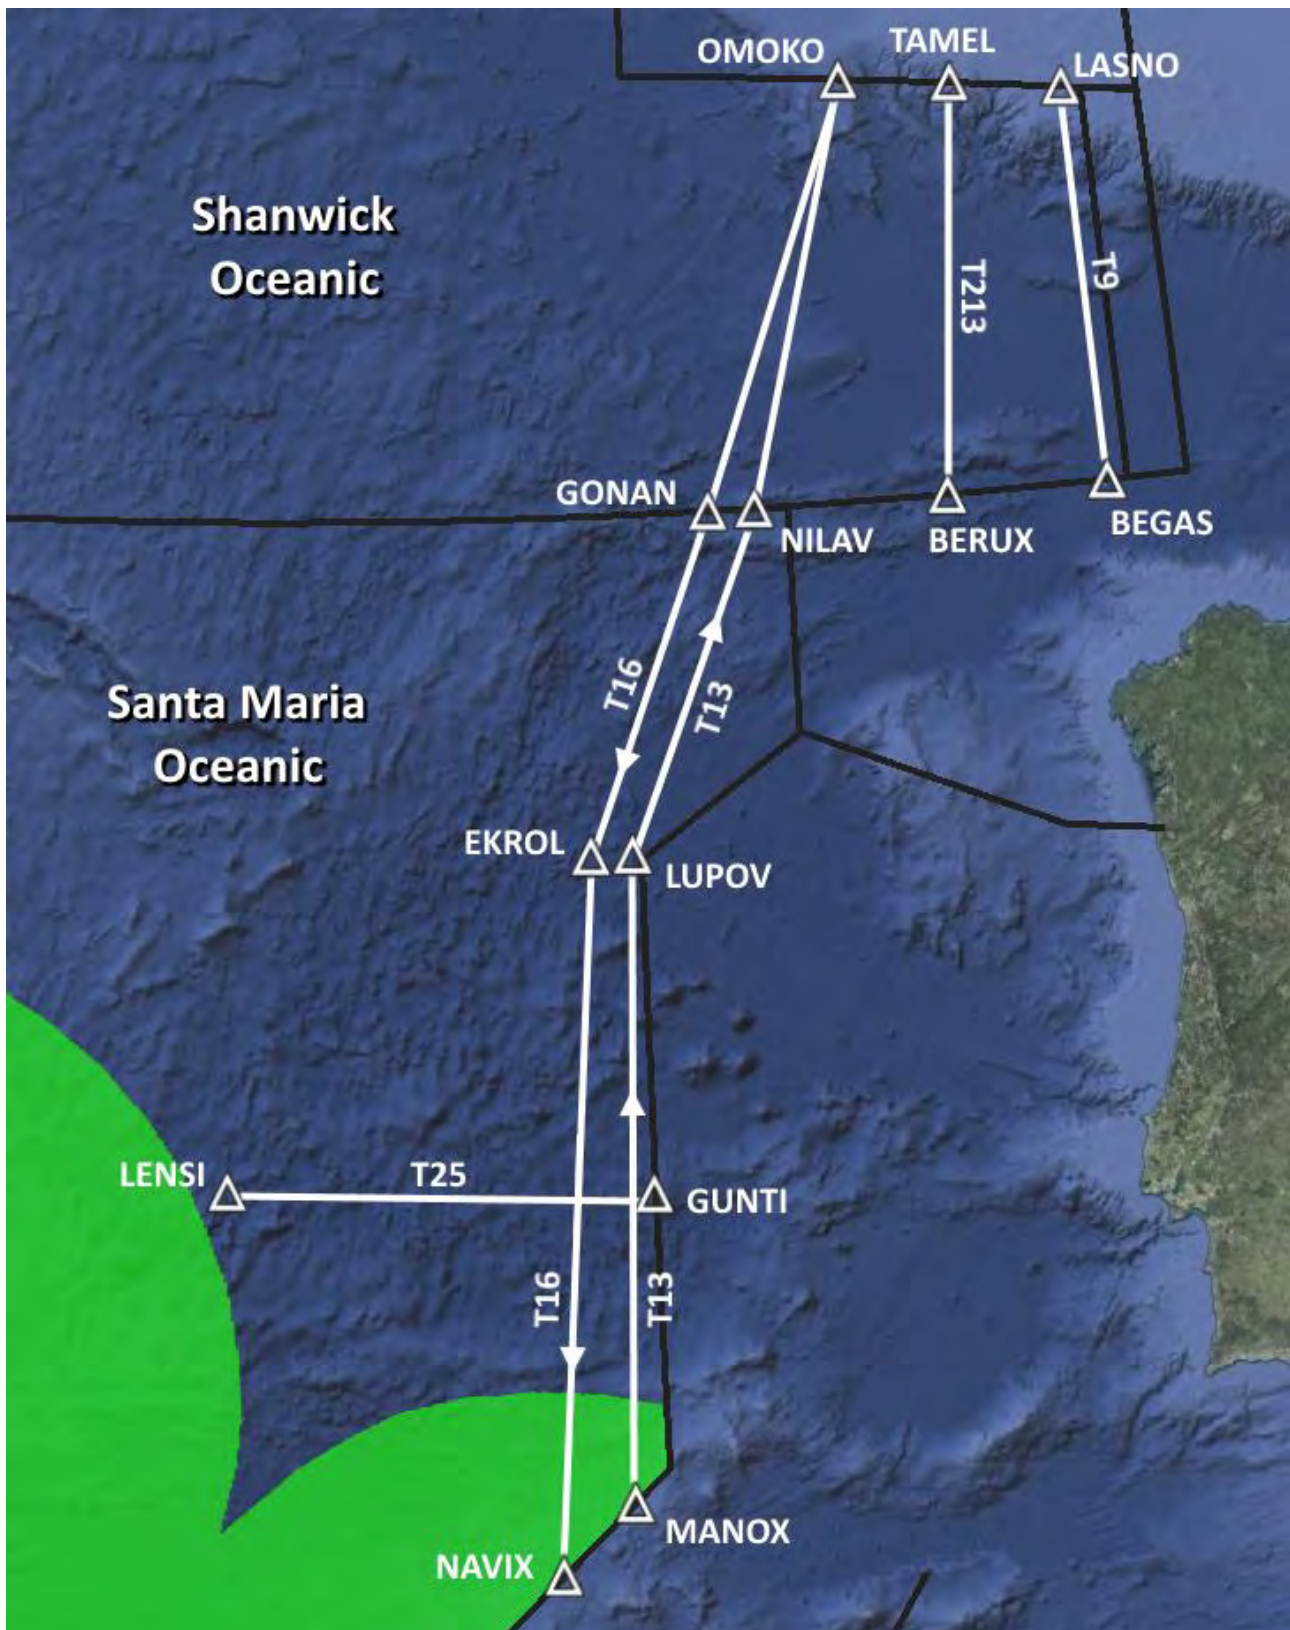 TAMEL
OMOKO
LASNO
Shanwick
Oceanic
T9
T213
GONAN
NILAV
BERUX
BEGAS
T16
T13
Santa Maria
Oceanic
EKROL
LUPOV
LENSI
T25
GUNTI
T16
T13
MANOX
NAVIX